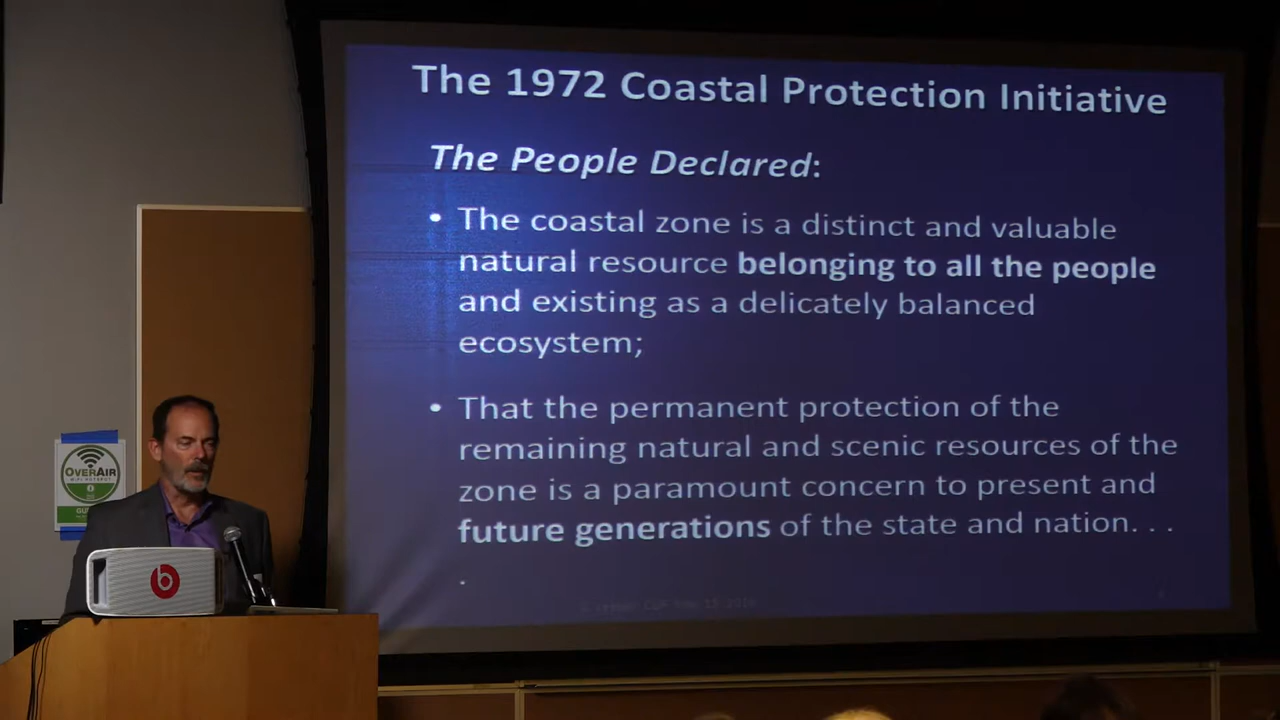 The 1972 Coastal Protection Initiative
The People Declared:
• The coastal zone is a distinct and valuable
natural resource belonging to all the people
and existing as a delicately balanced
ecosystem;
• That the permanent protection of the
remaining natural and scenic resources of the
zone is a paramount concern to present and
future generations of the state and nation. . .
.
OVERAIR
WIFI HOTSPOT
b